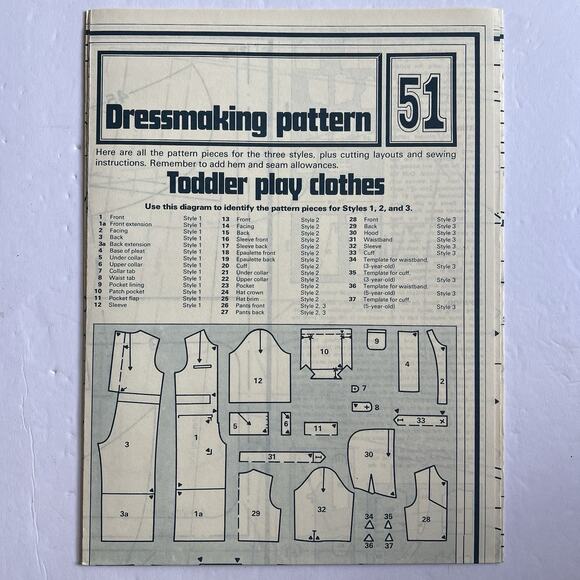 Dressmaking pattern
51
Here are all the pattern pieces for the three styles, plus cutting layouts and sewing
instructions. Remember to add hem and seam allowances.
Toddler play clothes
Use this diagram to identify the pattern pieces for Styles 1, 2, and 3.
1 Front Style 1
1a Front extension
2 Facing Style 1
3 Back Style 1
3a Back extension Style 1
4 Base of pleat Style 1
5 Under collar Style 1
6 Upper collar Style 1
7 Collar tab Style 1
9 Pocket lining Style 1
10 Patch pocket Style 1
11 Pocket flap Style 1
12 Sleeve Style 1
13 Front Style 2
14 Facing Style 2
15 Back Style 2
16 Sleeve front Style 2
17 Sleeve back Style 2
18 Epaulette front Style 2
19 Epaulette back Style 2
20 Cuff Style 2
21 Under collar Style 2
22 Upper collar Style 2
23 Pocket Style 2
24 Hat crown Style 2
25 Hat brim Style 2
26 Pants front Style 2, 3
27 Pants back Style 2, 3
28 Front Style 3
29 Back Style 3
30 Hood Style 3
31 Waistband Style 3
32 Sleeve Style 3
33 Cuff Style 3
34 Template for waistband,
(3-year-old) Style 3
35 Template for cuff,
(3-year-old) Style 3
36 Template for waistband,
(5-year-old) Style 3
37 Template for cuff,
(5-year-old) Style 3
3
3a
1
1a
12
10
9
4
2
7
8
5
6
11
33
31
30
29
32
28
34 35
36 37